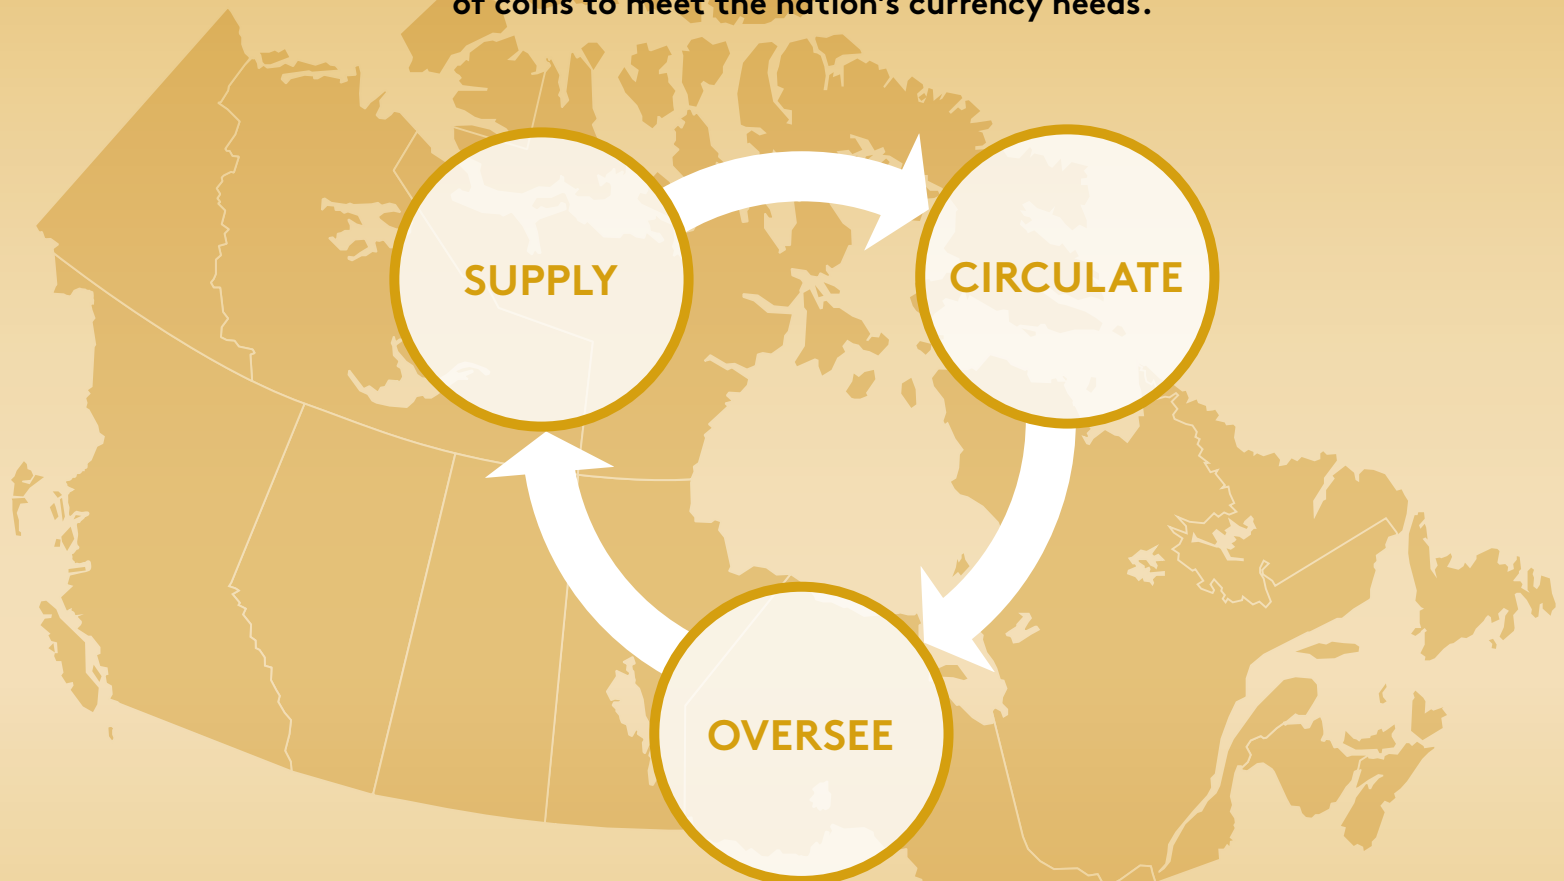 of coins to meet the nation's currency needs.
SUPPLY
CIRCULATE
OVERSEE